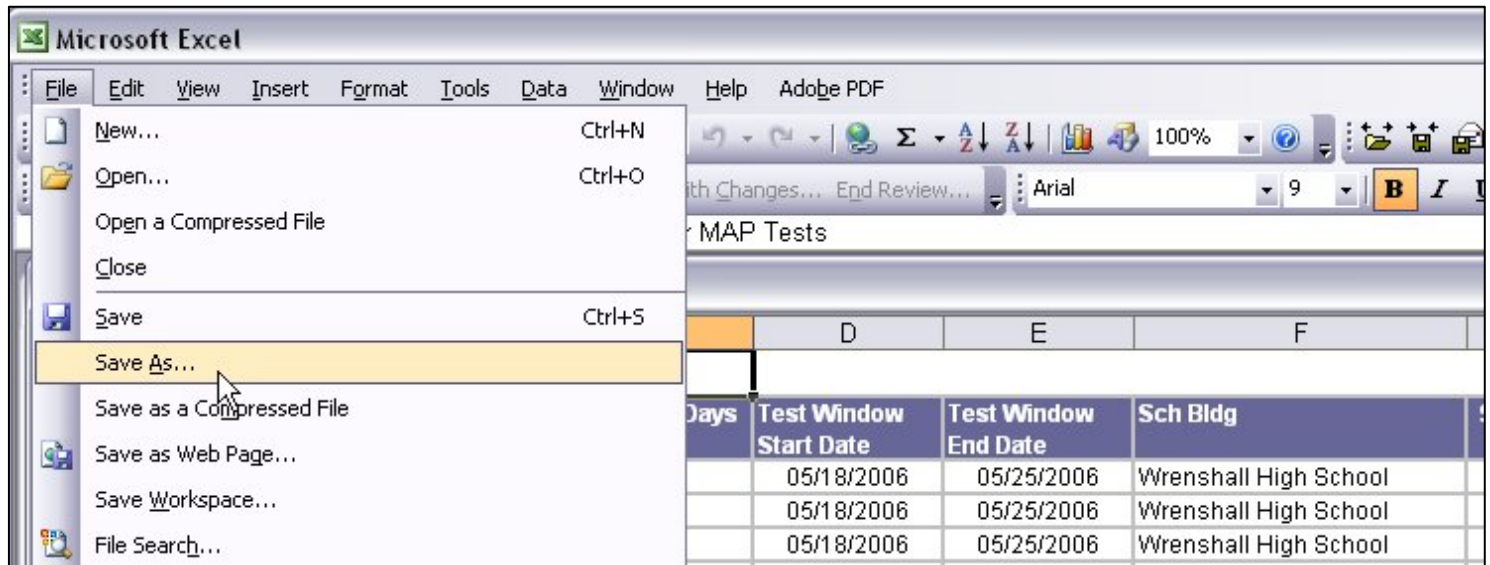 Microsoft Excel
File Edit View Insert Format Tools Data Window Help Adobe PDF
New... Ctrl+N
100%
Open... Ctrl+O
Changes... End Review... Arial 9 B I
Open a Compressed File
MAP Tests
Close
Save Ctrl+S
D E F
Save As...
Save as a Compressed File
Days Test Window Test Window Sch Bldg
Start Date End Date
Save as Web Page...
05/18/2006 05/25/2006 Wrenshall High School
Save Workspace...
05/18/2006 05/25/2006 Wrenshall High School
File Search...
05/18/2006 05/25/2006 Wrenshall High School